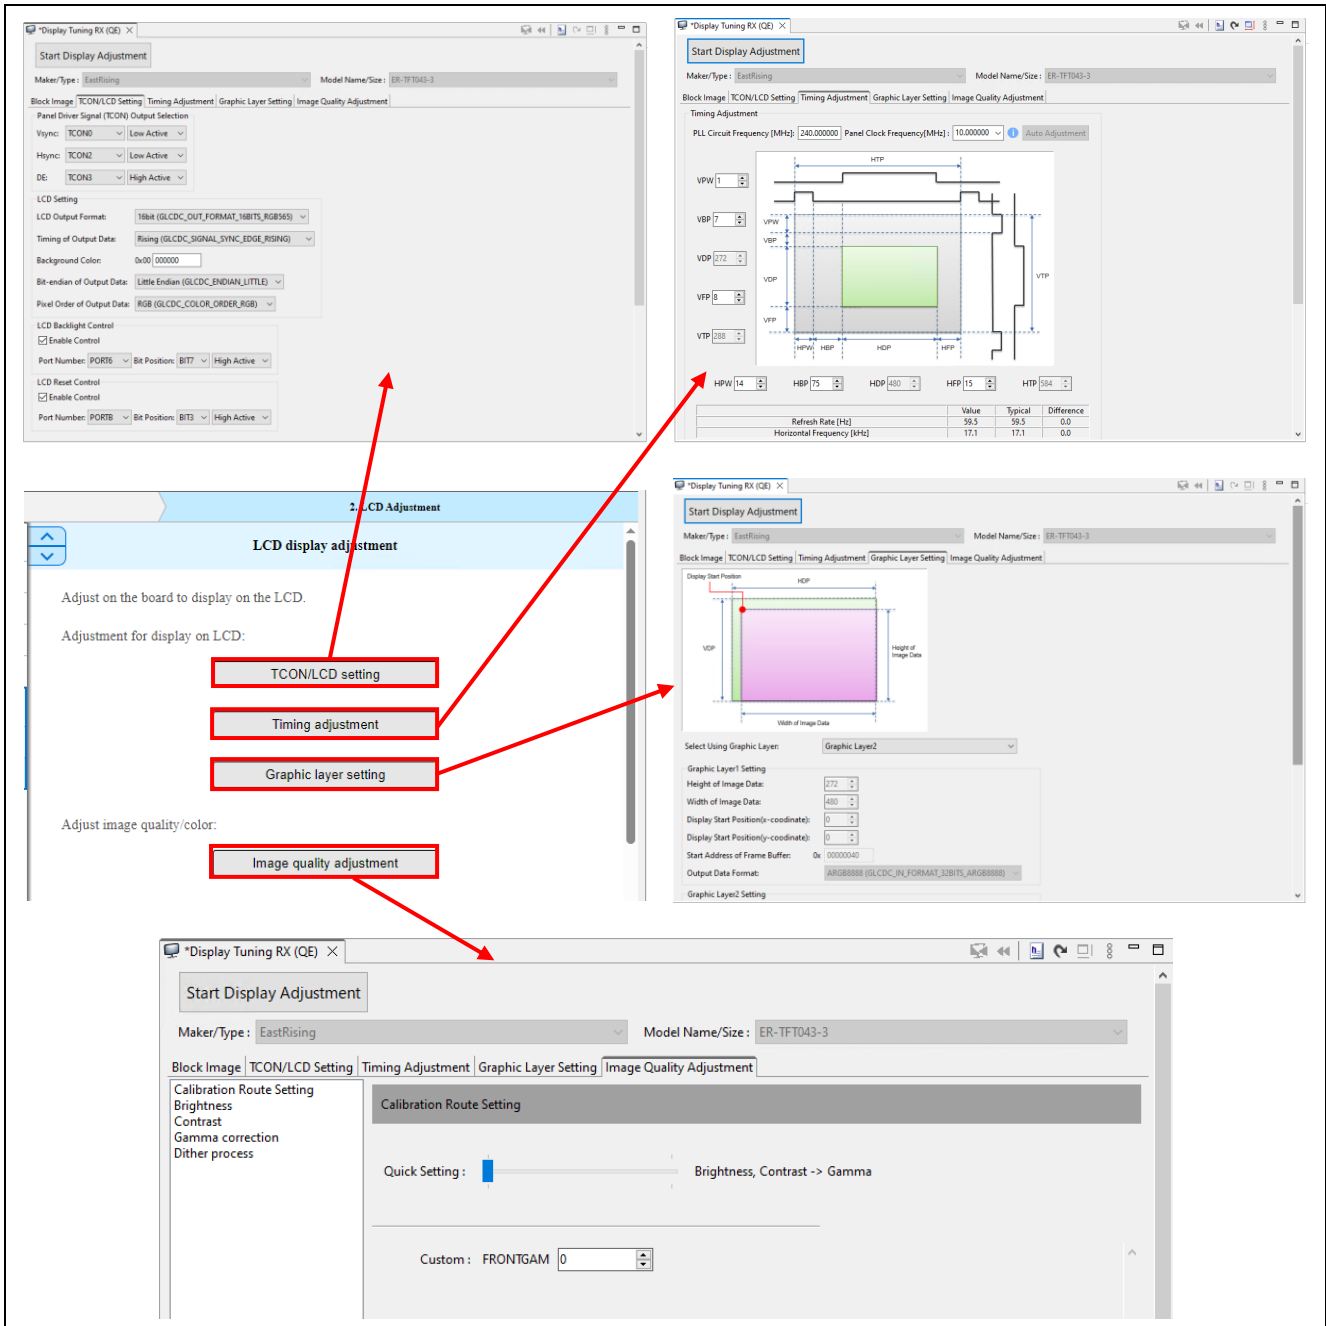 *Display Tuning RX (QE)
Start Display Adjustment
Maker/Type : EastRising Model Name/Size : ER-TFT043-3
Block Image TCON/LCD Setting Timing Adjustment Graphic Layer Setting Image Quality Adjustment
Panel Driver Signal (TCON) Output Selection
Vsync: TCON0 Low Active
Hsync: TCON2 Low Active
DE: TCON3 High Active
LCD Setting
LCD Output Format: 16bit (GLCDC_OUT_FORMAT_16BITS_RGB565)
Timing of Output Data: Rising (GLCDC_SIGNAL_SYNC_EDGE_RISING)
Background Color: 0x00 000000
Bit-endian of Output Data: Little Endian (GLCDC_ENDIAN_LITTLE)
Pixel Order of Output Data: RGB (GLCDC_COLOR_ORDER_RGB)
LCD Backlight Control
Enable Control
Port Number: PORT6 Bit Position: BIT7 High Active
LCD Reset Control
Enable Control
Port Number: PORTB Bit Position: BIT3 High Active
*Display Tuning RX (QE)
Start Display Adjustment
Maker/Type : EastRising Model Name/Size : ER-TFT043-3
Block Image TCON/LCD Setting Timing Adjustment Graphic Layer Setting Image Quality Adjustment
Timing Adjustment
PLL Circuit Frequency [MHz]: 240.000000 Panel Clock Frequency[MHz] : 10.000000 Auto Adjustment
HTP
VPW 1
VBP 7
VDP 272
VFP 8
VTP 288
VPW
VBP
VDP
VFP
VTP
HPW HBP HDP HFP
HPW 14 HBP 75 HDP 480 HFP 15 HTP 584
Value Typical Difference
Refresh Rate [Hz] 59.5 59.5 0.0
Horizontal Frequency [kHz] 17.1 17.1 0.0
2. LCD Adjustment
LCD display adjustment
Adjust on the board to display on the LCD.
Adjustment for display on LCD:
TCON/LCD setting
Timing adjustment
Graphic layer setting
Adjust image quality/color:
Image quality adjustment
*Display Tuning RX (QE)
Start Display Adjustment
Maker/Type : EastRising Model Name/Size : ER-TFT043-3
Block Image TCON/LCD Setting Timing Adjustment Graphic Layer Setting Image Quality Adjustment
Display Start Position
HDP
VDP
Height of
Image Data
Width of Image Data
Select Using Graphic Layer: Graphic Layer2
Graphic Layer1 Setting
Height of Image Data: 272
Width of Image Data: 480
Display Start Position(x-coodinate): 0
Display Start Position(y-coodinate): 0
Start Address of Frame Buffer: 0x 00000040
Output Data Format: ARGB8888 (GLCDC_IN_FORMAT_32BITS_ARGB8888)
Graphic Layer2 Setting
*Display Tuning RX (QE)
Start Display Adjustment
Maker/Type : EastRising Model Name/Size : ER-TFT043-3
Block Image TCON/LCD Setting Timing Adjustment Graphic Layer Setting Image Quality Adjustment
Calibration Route Setting
Brightness
Contrast
Gamma correction
Dither process
Calibration Route Setting
Quick Setting : Brightness, Contrast -> Gamma
Custom : FRONTGAM 0